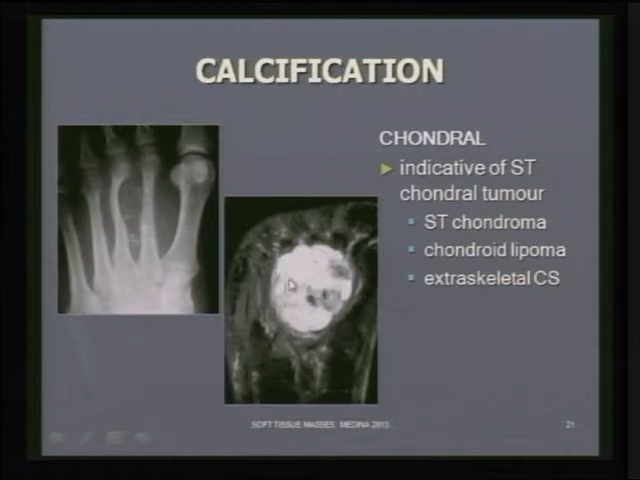 CALCIFICATION
CHONDRAL
indicative of ST
chondral tumour
ST chondroma
chondroid lipoma
extraskeletal CS
SOFT TISSUE MASSES: MEDINA 2013
21